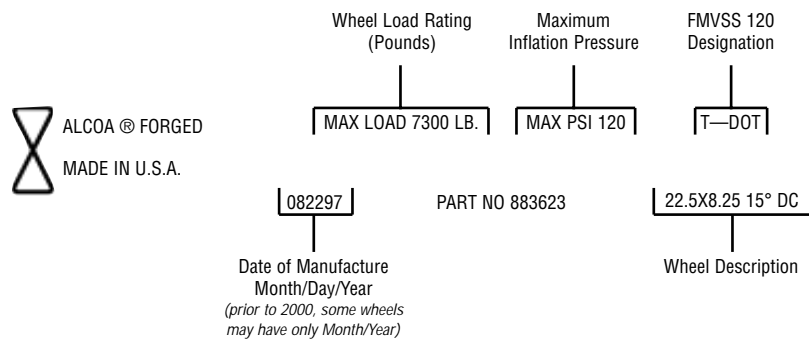 Wheel Load Rating
(Pounds)
Maximum
Inflation Pressure
FMVSS 120
Designation
ALCOA ® FORGED
MADE IN U.S.A.
MAX LOAD 7300 LB.
MAX PSI 120
T—DOT
082297
PART NO 883623
22.5X8.25 15° DC
Date of Manufacture
Month/Day/Year
(prior to 2000, some wheels
may have only Month/Year)
Wheel Description